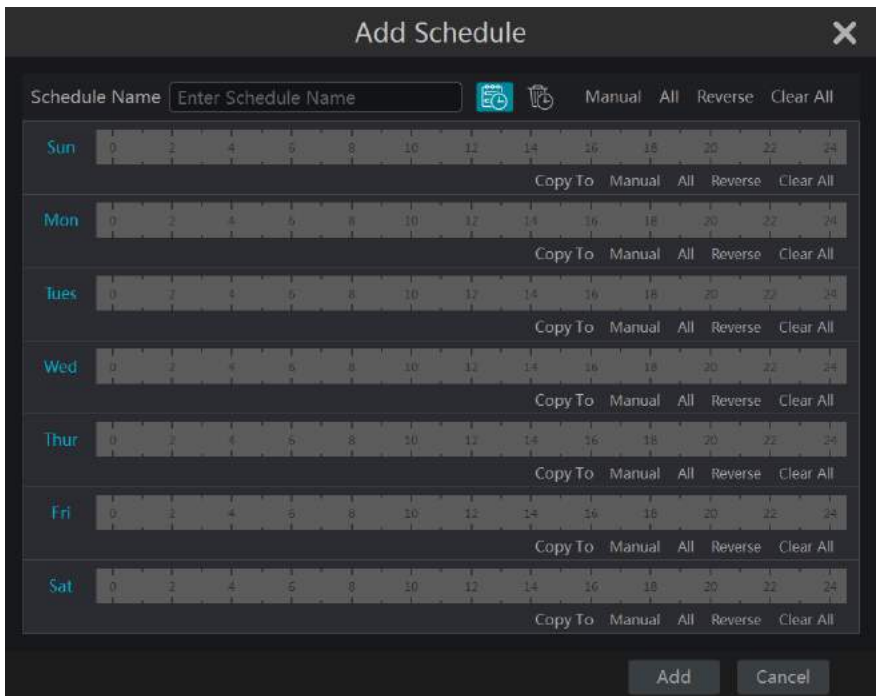 Add Schedule
Schedule Name Enter Schedule Name Manual All Reverse Clear All
Sun 0 2 4 6 8 10 12 14 16 18 20 22 24
Copy To Manual All Reverse Clear All
Mon 0 2 4 6 8 10 12 14 16 18 20 22 24
Copy To Manual All Reverse Clear All
Tues 0 2 4 6 8 10 12 14 16 18 20 22 24
Copy To Manual All Reverse Clear All
Wed 0 2 4 6 8 10 12 14 16 18 20 22 24
Copy To Manual All Reverse Clear All
Thur 0 2 4 6 8 10 12 14 16 18 20 22 24
Copy To Manual All Reverse Clear All
Fri 0 2 4 6 8 10 12 14 16 18 20 22 24
Copy To Manual All Reverse Clear All
Sat 0 2 4 6 8 10 12 14 16 18 20 22 24
Copy To Manual All Reverse Clear All
Add Cancel